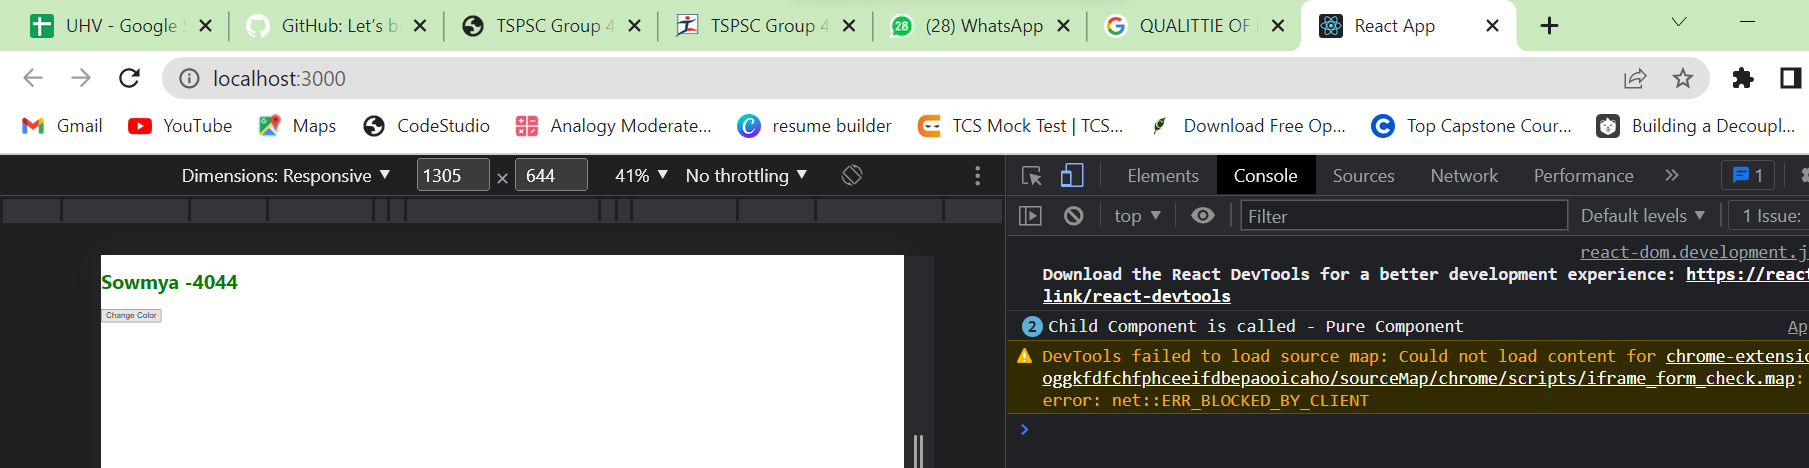 UHV - Google S
GitHub: Let's b
TSPSC Group 4
TSPSC Group 4
28
(28) WhatsApp
QUALITTIE OF
React App
localhost:3000
Gmail
YouTube
Maps
CodeStudio
Analogy Moderate...
resume builder
TCS Mock Test | TCS...
Download Free Op...
Top Capstone Cour...
Building a Decoupl...
Dimensions: Responsive
1305 × 644
41%
No throttling
Sowmya -4044
Change Color
Elements
Console
Sources
Network
Performance
1
top
Filter
Default levels
1 Issue:
react-dom.development.j
Download the React DevTools for a better development experience: https://react
link/react-devtools
2 Child Component is called - Pure Component
Ap
DevTools failed to load source map: Could not load content for chrome-extensio
oggkfdfchfphceeifdbepaooicaho/sourceMap/chrome/scripts/iframe_form_check.map:
error: net::ERR_BLOCKED_BY_CLIENT